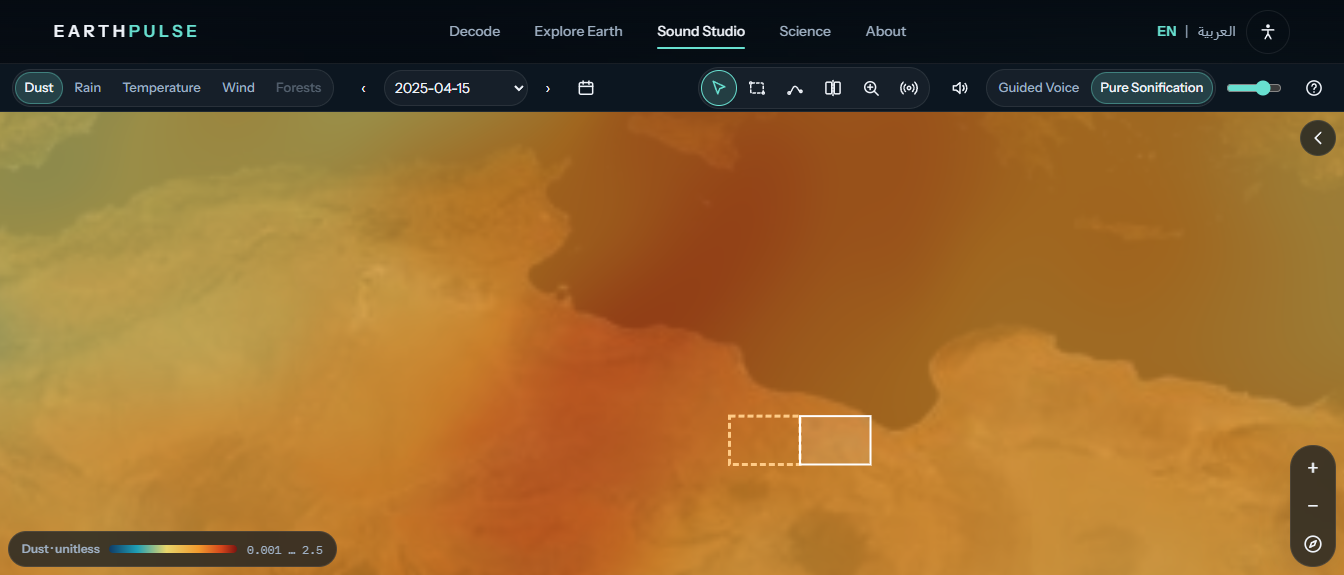 EARTHPULSE
Decode Explore Earth Sound Studio Science About
EN | العربية
Dust Rain Temperature Wind Forests
‹ 2025-04-15 ›
Guided Voice Pure Sonification
Dust·unitless 0.001 … 2.5